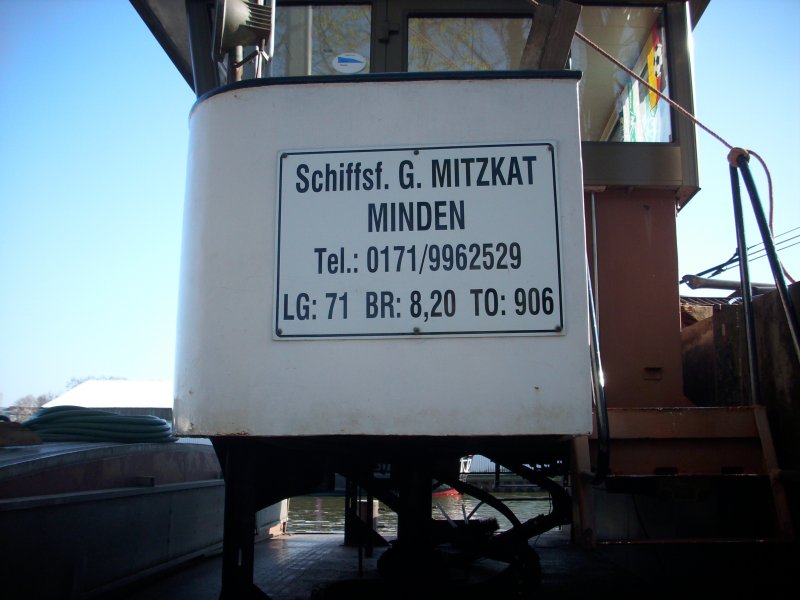 Schiffsf. G. MITZKAT
MINDEN
Tel.: 0171/9962529
LG: 71 BR: 8,20 TO: 906